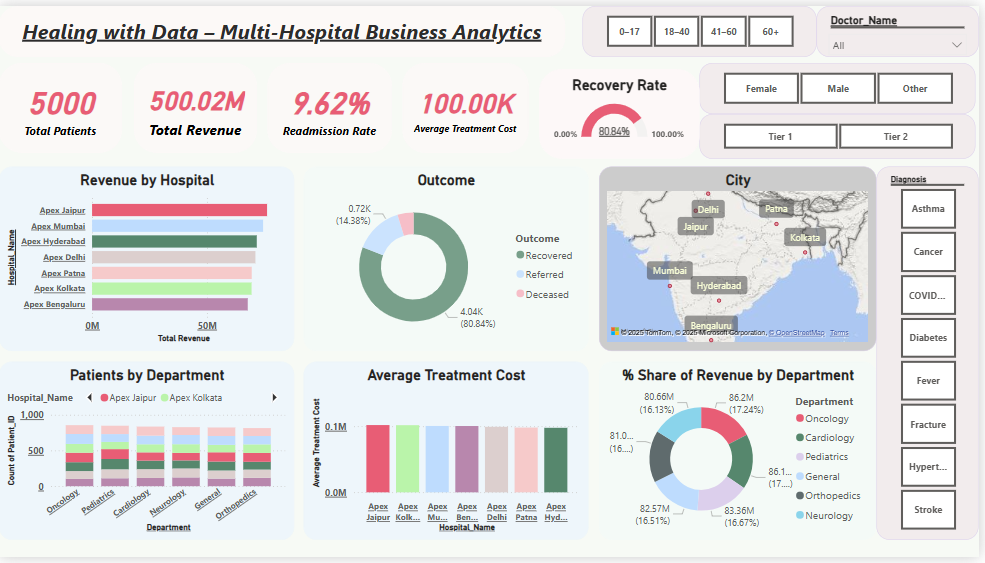 Healing with Data – Multi-Hospital Business Analytics
0–17
18–40
41–60
60+
Doctor_Name
All
5000
Total Patients
500.02M
Total Revenue
9.62%
Readmission Rate
100.00K
Average Treatment Cost
Recovery Rate
0.00%
80.84%
100.00%
Female
Male
Other
Tier 1
Tier 2
Revenue by Hospital
Hospital_Name
Apex Jaipur
Apex Mumbai
Apex Hyderabad
Apex Delhi
Apex Patna
Apex Kolkata
Apex Bengaluru
0M
50M
Total Revenue
Outcome
0.72K
(14.38%)
4.04K
(80.84%)
Outcome
Recovered
Referred
Deceased
City
Delhi
Patna
Jaipur
Kolkata
Mumbai
Hyderabad
Bengaluru
© 2025 TomTom, © 2025 Microsoft Corporation, © OpenStreetMap Terms
Diagnosis
Asthma
Cancer
COVID...
Diabetes
Fever
Fracture
Hypert...
Stroke
Patients by Department
Hospital_Name
Apex Jaipur
Apex Kolkata
Count of Patient_ID
1,000
500
0
Oncology
Pediatrics
Cardiology
Neurology
General
Orthopedics
Department
Average Treatment Cost
Average Treatment Cost
0.1M
0.0M
Apex Jaipur
Apex Kolk...
Apex Mu...
Apex Ben...
Apex Delhi
Apex Patna
Apex Hyd...
Hospital_Name
% Share of Revenue by Department
80.66M
(16.13%)
86.2M
(17.24%)
81.0...
(16....)
86.1...
(17....)
82.57M
(16.51%)
83.36M
(16.67%)
Department
Oncology
Cardiology
Pediatrics
General
Orthopedics
Neurology